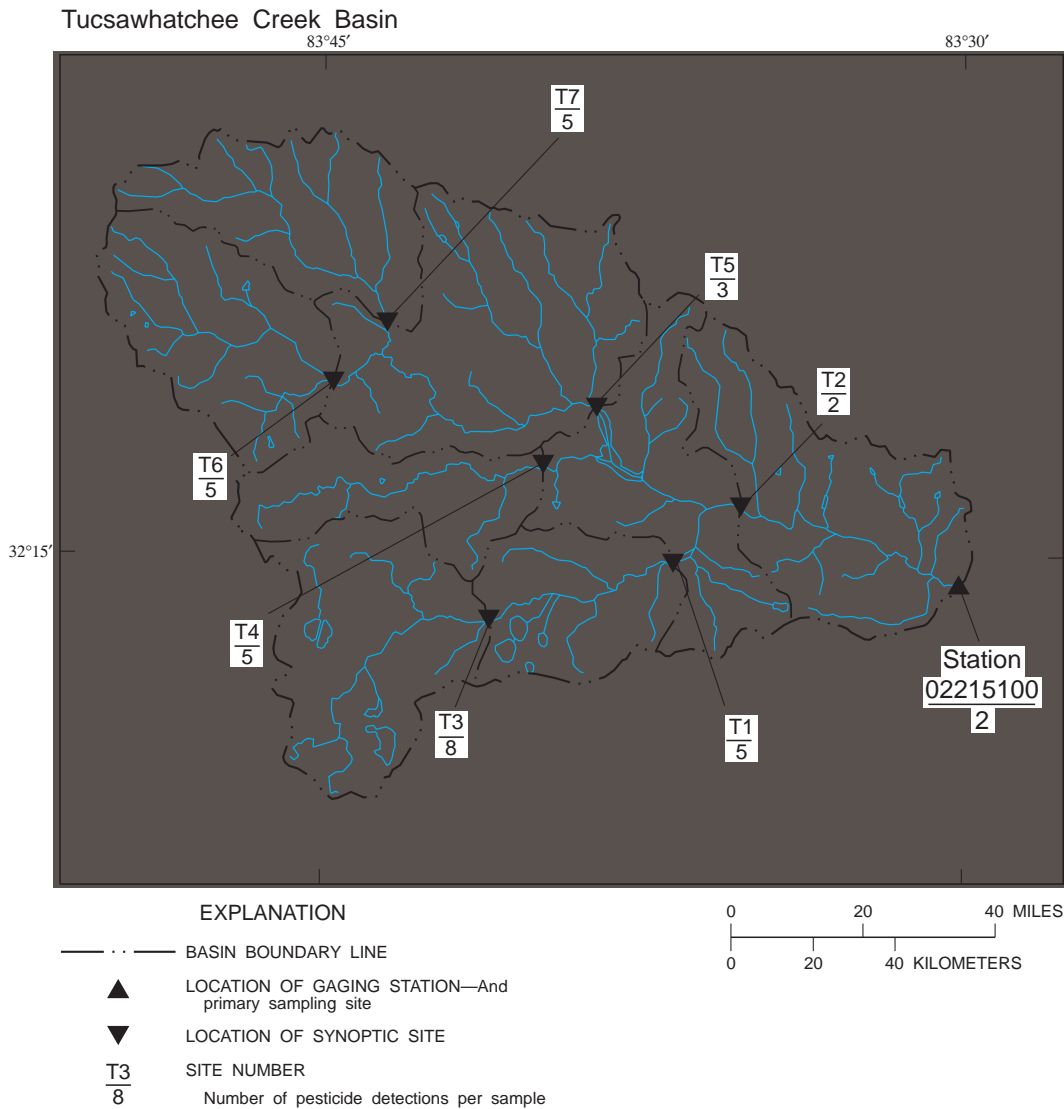 Tucsawhatchee Creek Basin
83°45′
83°30′
T7
5
T5
3
T2
2
T6
5
32°15′
T4
5
Station
02215100
2
T3
8
T1
5
EXPLANATION
0 20 40 MILES
0 20 40 KILOMETERS
BASIN BOUNDARY LINE
LOCATION OF GAGING STATION—And
primary sampling site
LOCATION OF SYNOPTIC SITE
T3
8
SITE NUMBER
Number of pesticide detections per sample